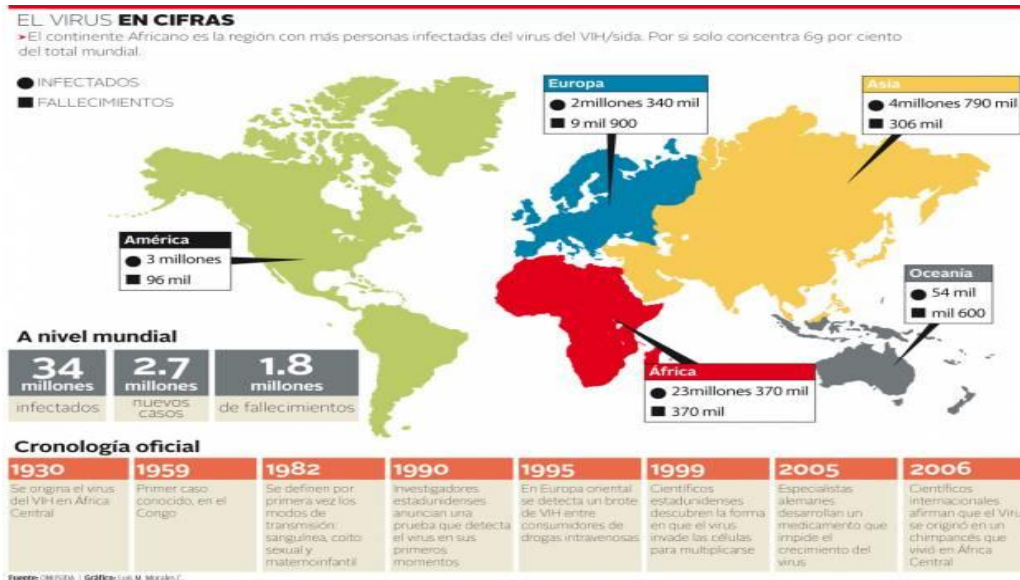 EL VIRUS EN CIFRAS
➤El continente Africano es la región con más personas infectadas del virus del VIH/sida. Por si solo concentra 69 por ciento
del total mundial.
INFECTADOS
FALLECIMIENTOS
Europa
2millones 340 mil
9 mil 900
Asia
4millones 790 mil
306 mil
América
3 millones
96 mil
Oceanía
54 mil
mil 600
África
23millones 370 mil
370 mil
A nivel mundial
34
millones
infectados
2.7
millones
nuevos
casos
1.8
millones
de fallecimientos
Cronología oficial
1930
Se origina el virus
del VIH en África
Central
1959
Primer caso
conocido, en el
Congo
1982
Se definen por
primera vez los
modos de
transmisión:
sanguínea, coito
sexual y
maternoinfantil
1990
Investigadores
estadunidenses
anuncian una
prueba que detecta
el virus en sus
primeros
momentos
1995
En Europa oriental
se detecta un brote
de VIH entre
consumidores de
drogas intravenosas
1999
Científicos
estadunidenses
descubren la forma
en que el virus
invade las células
para multiplicarse
2005
Especialistas
alemanes
desarrollan un
medicamento que
impide el
crecimiento del
virus
2006
Científicos
internacionales
afirman que el Virus
se originó en un
chimpancés que
vivió en África
Central
Fuente: ONUSIDA | Gráfico: Luis M. Morales C.